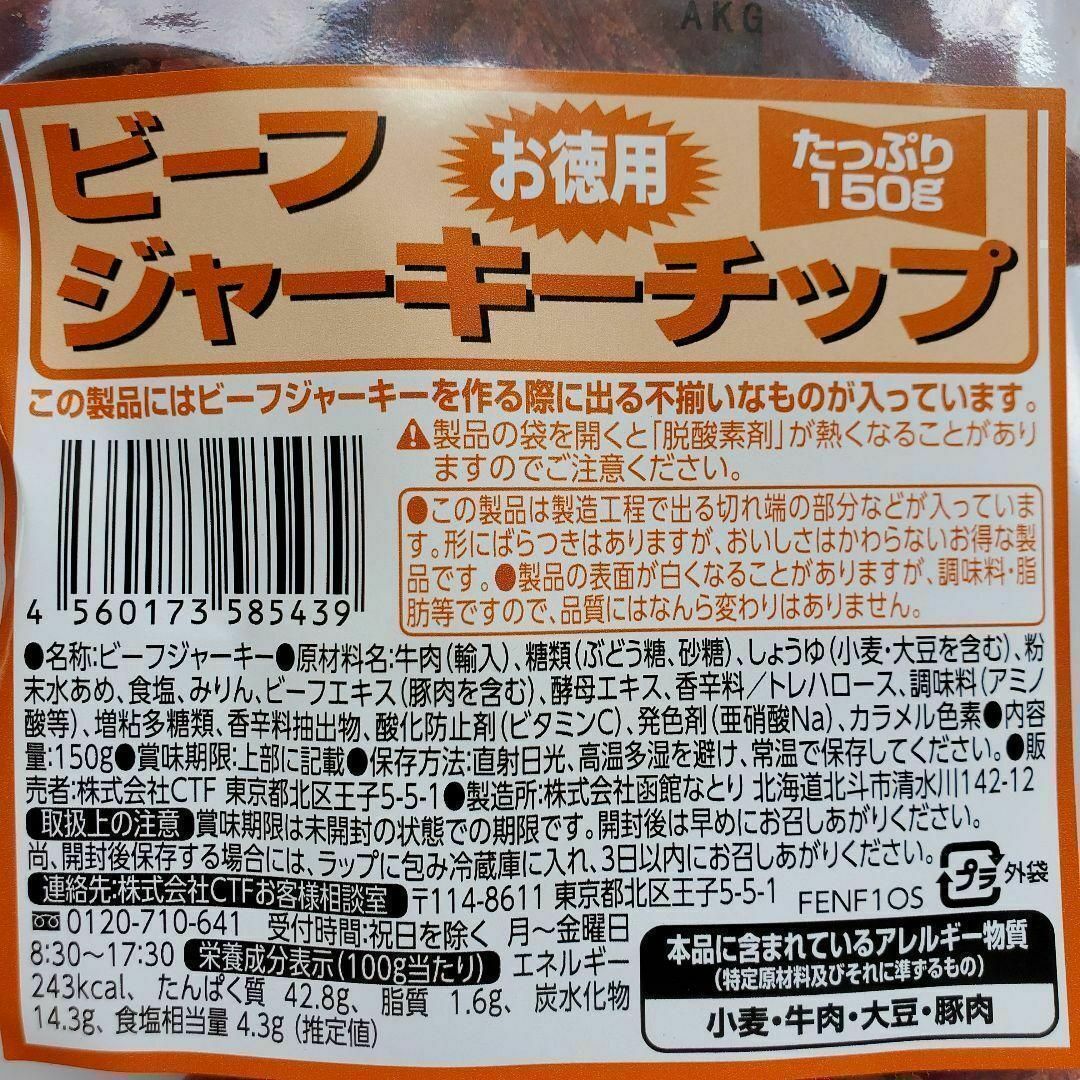 AKG
ビーフ
お徳用
たっぷり
150g
ジャーキーチップ
この製品にはビーフジャーキーを作る際に出る不揃いなものが入っています。
製品の袋を開くと「脱酸素剤」が熱くなることがあり
ますのでご注意ください。
●この製品は製造工程で出る切れ端の部分などが入っていま
す。形にばらつきはありますが、おいしさはかわらないお得な製
品です。●製品の表面が白くなることがありますが、調味料・脂
肪等ですので、品質にはなんら変わりはありません。
4 560173 585439
●名称:ビーフジャーキー●原材料名:牛肉(輸入)、糖類(ぶどう糖、砂糖)、しょうゆ(小麦・大豆を含む)、粉
末水あめ、食塩、みりん、ビーフエキス(豚肉を含む)、酵母エキス、香辛料/トレハロース、調味料(アミノ
酸等)、増粘多糖類、香辛料抽出物、酸化防止剤(ビタミンC)、発色剤(亜硝酸Na)、カラメル色素●内容
量:150g●賞味期限:上部に記載●保存方法:直射日光、高温多湿を避け、常温で保存してください。●販
売者:株式会社CTF 東京都北区王子5-5-1●製造所:株式会社函館なとり 北海道北斗市清水川142-12
取扱上の注意 賞味期限は未開封の状態での期限です。開封後は早めにお召しあがりください。
尚、開封後保存する場合には、ラップに包み冷蔵庫に入れ、3日以内にお召しあがりください。
プラ 外袋
連絡先:株式会社CTFお客様相談室 〒114-8611 東京都北区王子5-5-1 FENF1OS
0120-710-641 受付時間:祝日を除く 月〜金曜日
8:30〜17:30 栄養成分表示(100g当たり) エネルギー
243kcal、たんぱく質 42.8g、脂質 1.6g、炭水化物
14.3g、食塩相当量 4.3g (推定値)
本品に含まれているアレルギー物質
(特定原材料及びそれに準ずるもの)
小麦・牛肉・大豆・豚肉